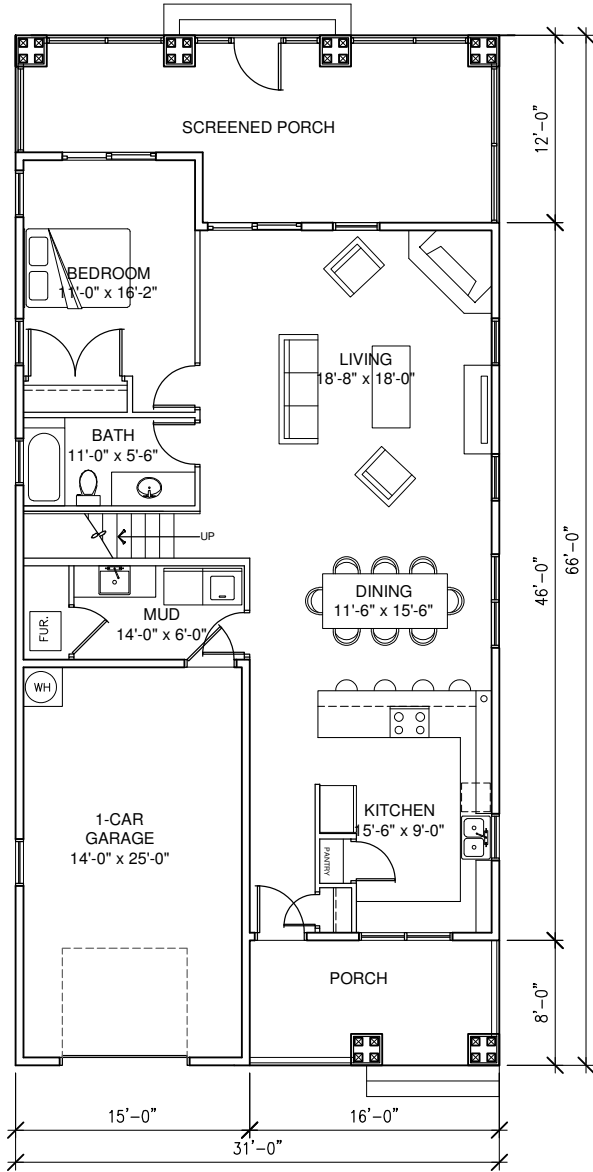 SCREENED PORCH
12'-0"
BEDROOM
11'-0" x 16'-2"
LIVING
18'-8" x 18'-0"
BATH
11'-0" x 5'-6"
UP
46'-0"
66'-0"
DINING
11'-6" x 15'-6"
MUD
14'-0" x 6'-0"
FUR.
WH
KITCHEN
15'-6" x 9'-0"
1-CAR
GARAGE
14'-0" x 25'-0"
PANTRY
PORCH
8'-0"
15'-0"
16'-0"
31'-0"